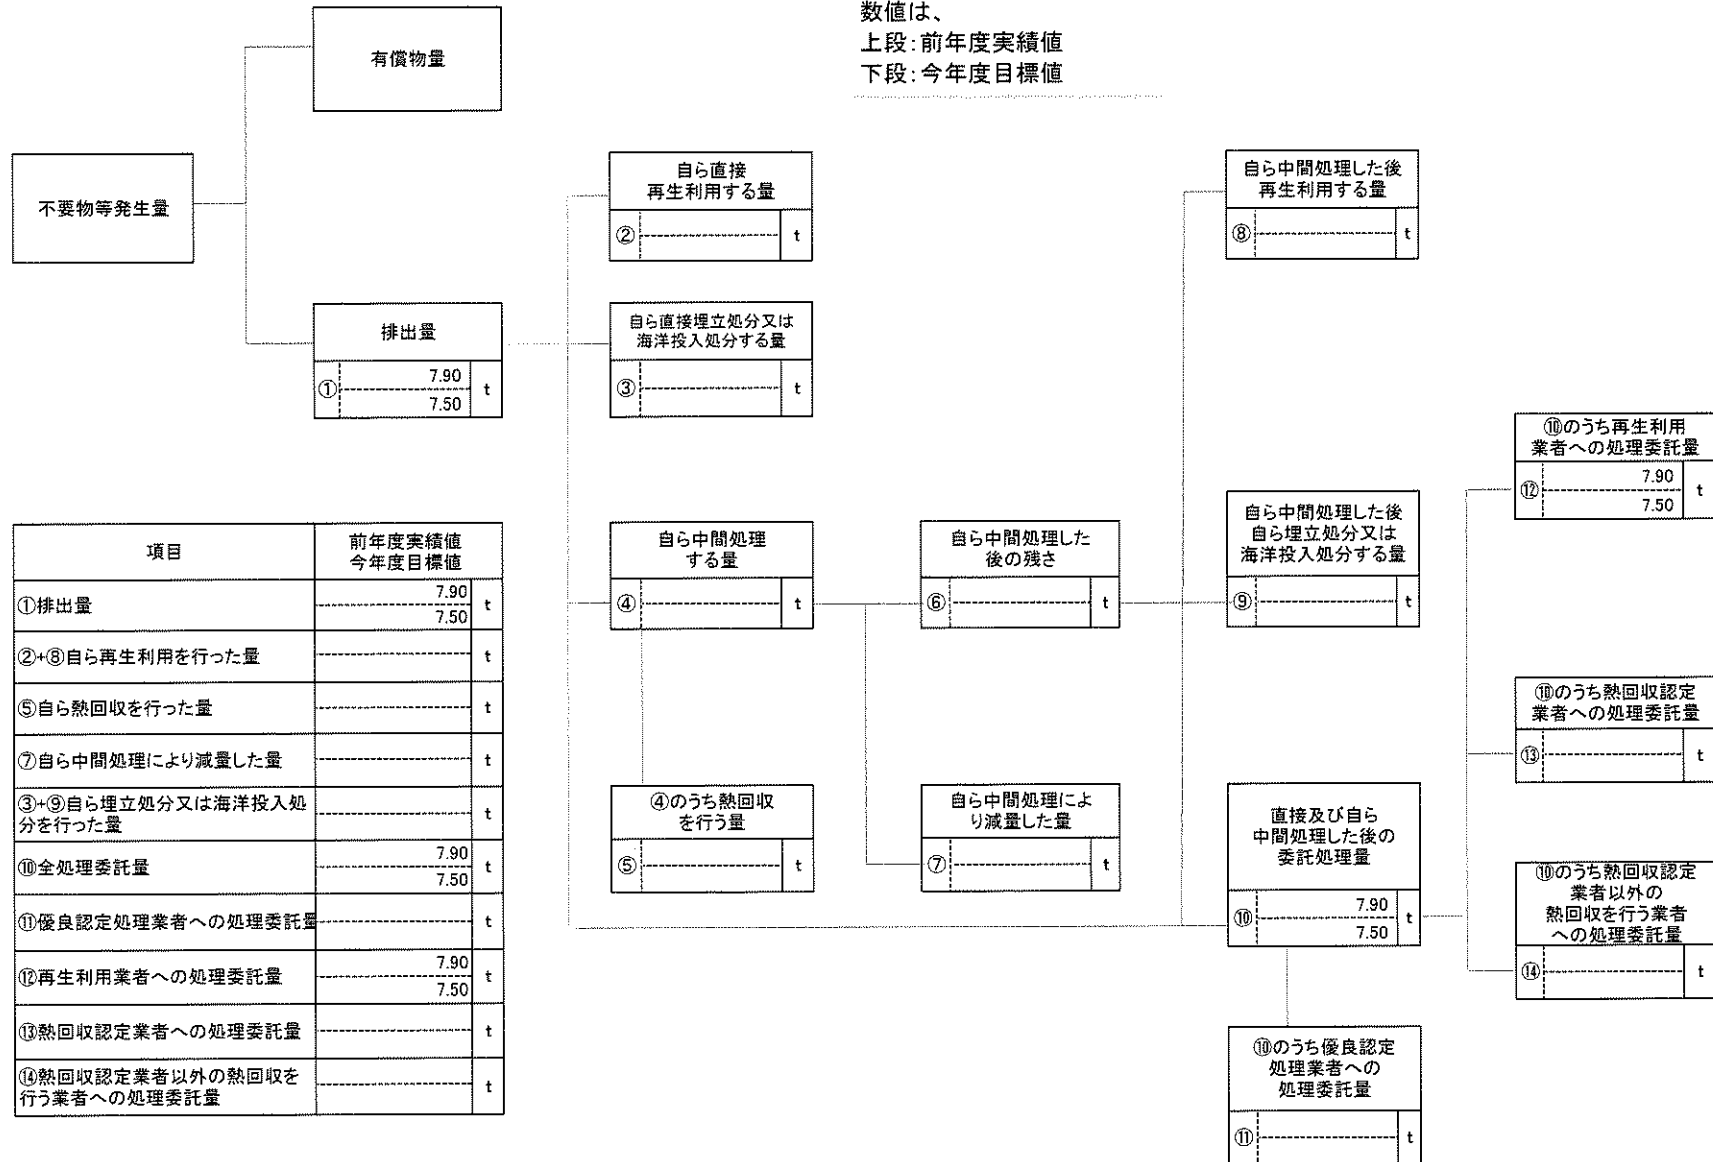 数値は、
上段:前年度実績値
下段:今年度目標値
有償物量
不要物等発生量
排出量
① 7.90 t
7.50
自ら直接
再生利用する量
② t
自ら直接埋立処分又は
海洋投入処分する量
③ t
自ら中間処理
する量
④ t
④のうち熱回収
を行う量
⑤ t
自ら中間処理した
後の残さ
⑥ t
自ら中間処理によ
り減量した量
⑦ t
自ら中間処理した後
再生利用する量
⑧ t
自ら中間処理した後
自ら埋立処分又は
海洋投入処分する量
⑨ t
直接及び自ら
中間処理した後の
委託処理量
⑩ 7.90 t
7.50
⑩のうち優良認定
処理業者への
処理委託量
⑪ t
⑩のうち再生利用
業者への処理委託量
⑫ 7.90 t
7.50
⑩のうち熱回収認定
業者への処理委託量
⑬ t
⑩のうち熱回収認定
業者以外の
熱回収を行う業者
への処理委託量
⑭ t
項目 前年度実績値
今年度目標値
①排出量 7.90 t
7.50
②+⑧自ら再生利用を行った量 t
⑤自ら熱回収を行った量 t
⑦自ら中間処理により減量した量 t
③+⑨自ら埋立処分又は海洋投入処
分を行った量 t
⑩全処理委託量 7.90 t
7.50
⑪優良認定処理業者への処理委託量 t
⑫再生利用業者への処理委託量 7.90 t
7.50
⑬熱回収認定業者への処理委託量 t
⑭熱回収認定業者以外の熱回収を
行う業者への処理委託量 t